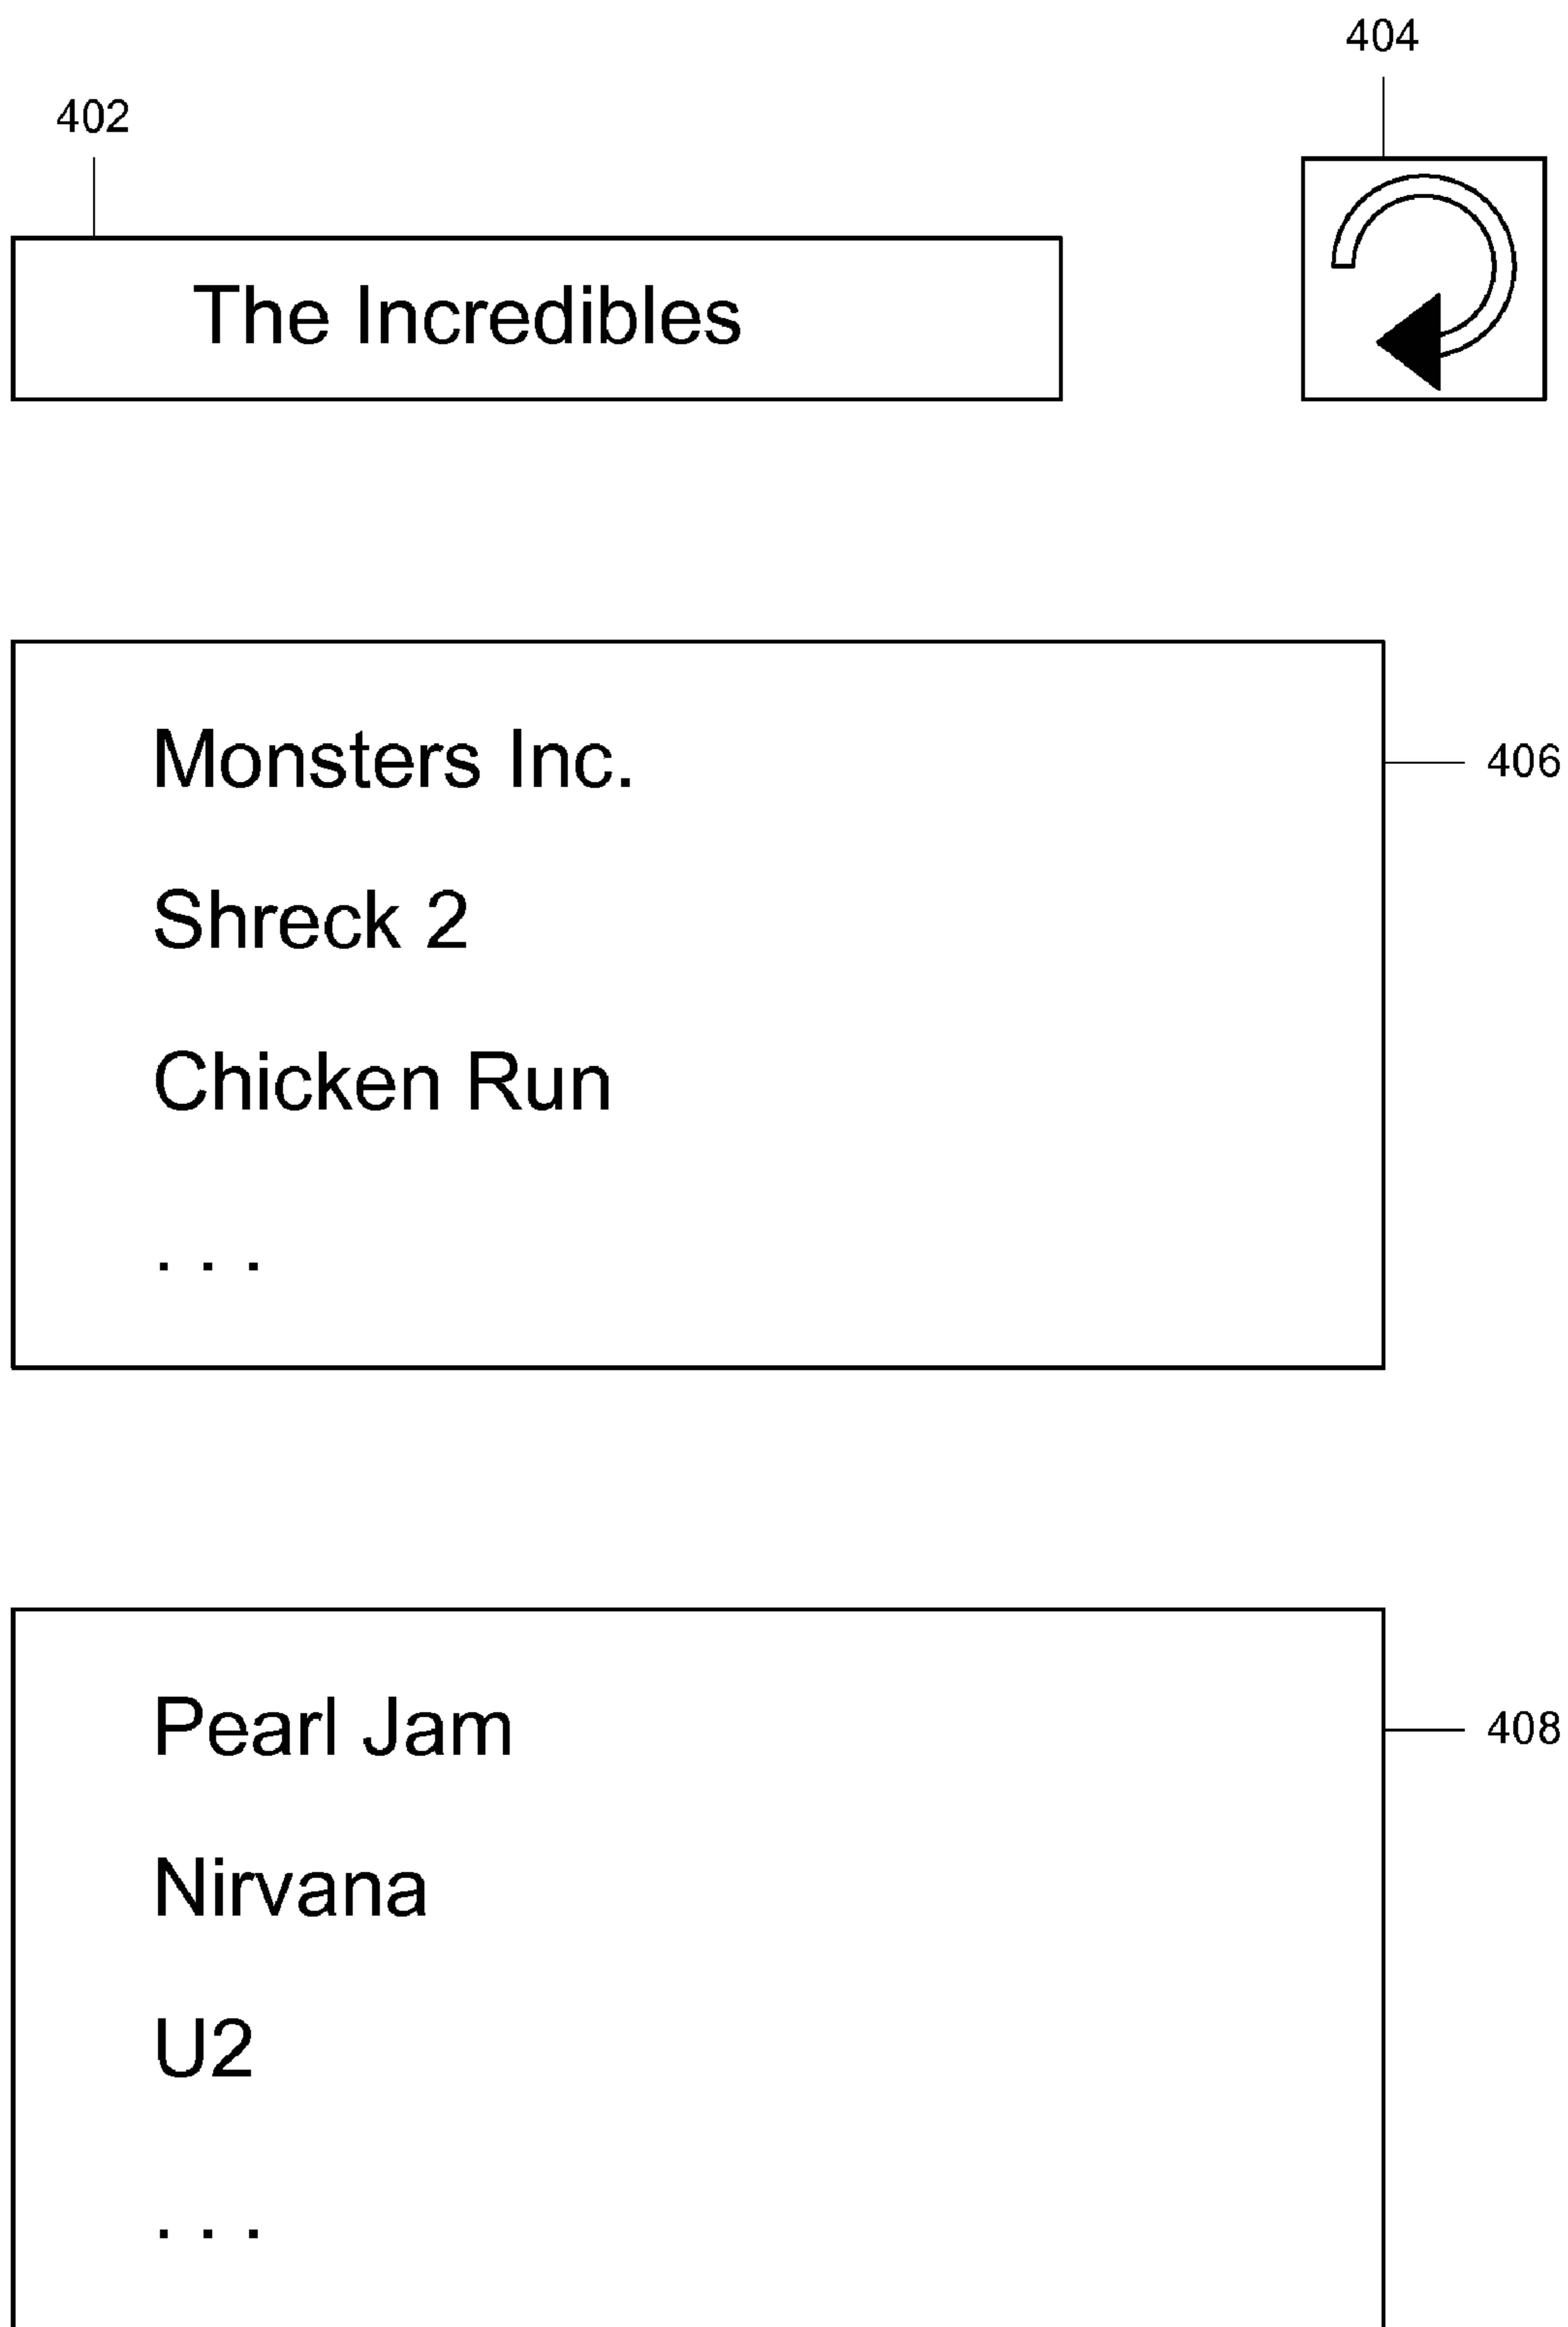 404
402
The Incredibles
Monsters Inc.
406
Shreck 2
Chicken Run
. . .
Pearl Jam
408
Nirvana
U2
. . .